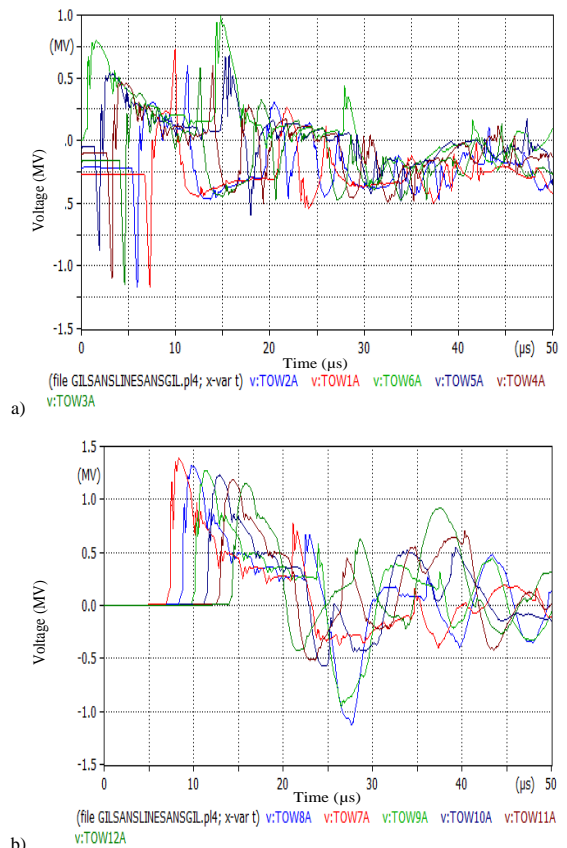 a)
Voltage (MV)
(MV)
1.0
0.5
.0
.5
-1.0
-1.5
0 10 20 30 40 50
(µs)
Time (µs)
(file GILSANSLINESANSGIL.pl4; x-var t) v:TOW2A v:TOW1A v:TOW6A v:TOW5A v:TOW4A
v:TOW3A
b)
Voltage (MV)
(MV)
1.5
1.0
0.5
0.0
-0.5
-1.0
-1.5
0 10 20 30 40 50
(µs)
Time (µs)
(file GILSANSLINESANSGIL.pl4; x-var t) v:TOW8A v:TOW7A v:TOW9A v:TOW10A v:TOW11A
v:TOW12A